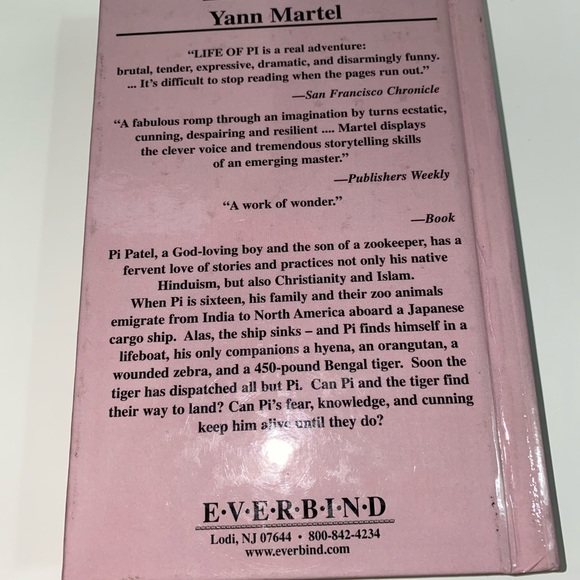 Yann Martel
“LIFE OF PI is a real adventure:
brutal, tender, expressive, dramatic, and disarmingly funny.
... It’s difficult to stop reading when the pages run out.”
—San Francisco Chronicle
“A fabulous romp through an imagination by turns ecstatic,
cunning, despairing and resilient .... Martel displays
the clever voice and tremendous storytelling skills
of an emerging master.”
—Publishers Weekly
“A work of wonder.”
—Book
Pi Patel, a God-loving boy and the son of a zookeeper, has a
fervent love of stories and practices not only his native
Hinduism, but also Christianity and Islam.
When Pi is sixteen, his family and their zoo animals
emigrate from India to North America aboard a Japanese
cargo ship. Alas, the ship sinks – and Pi finds himself in a
lifeboat, his only companions a hyena, an orangutan, a
wounded zebra, and a 450-pound Bengal tiger. Soon the
tiger has dispatched all but Pi. Can Pi and the tiger find
their way to land? Can Pi’s fear, knowledge, and cunning
keep him alive until they do?
E•V•E•R•B•I•N•D
Lodi, NJ 07644 • 800-842-4234
www.everbind.com